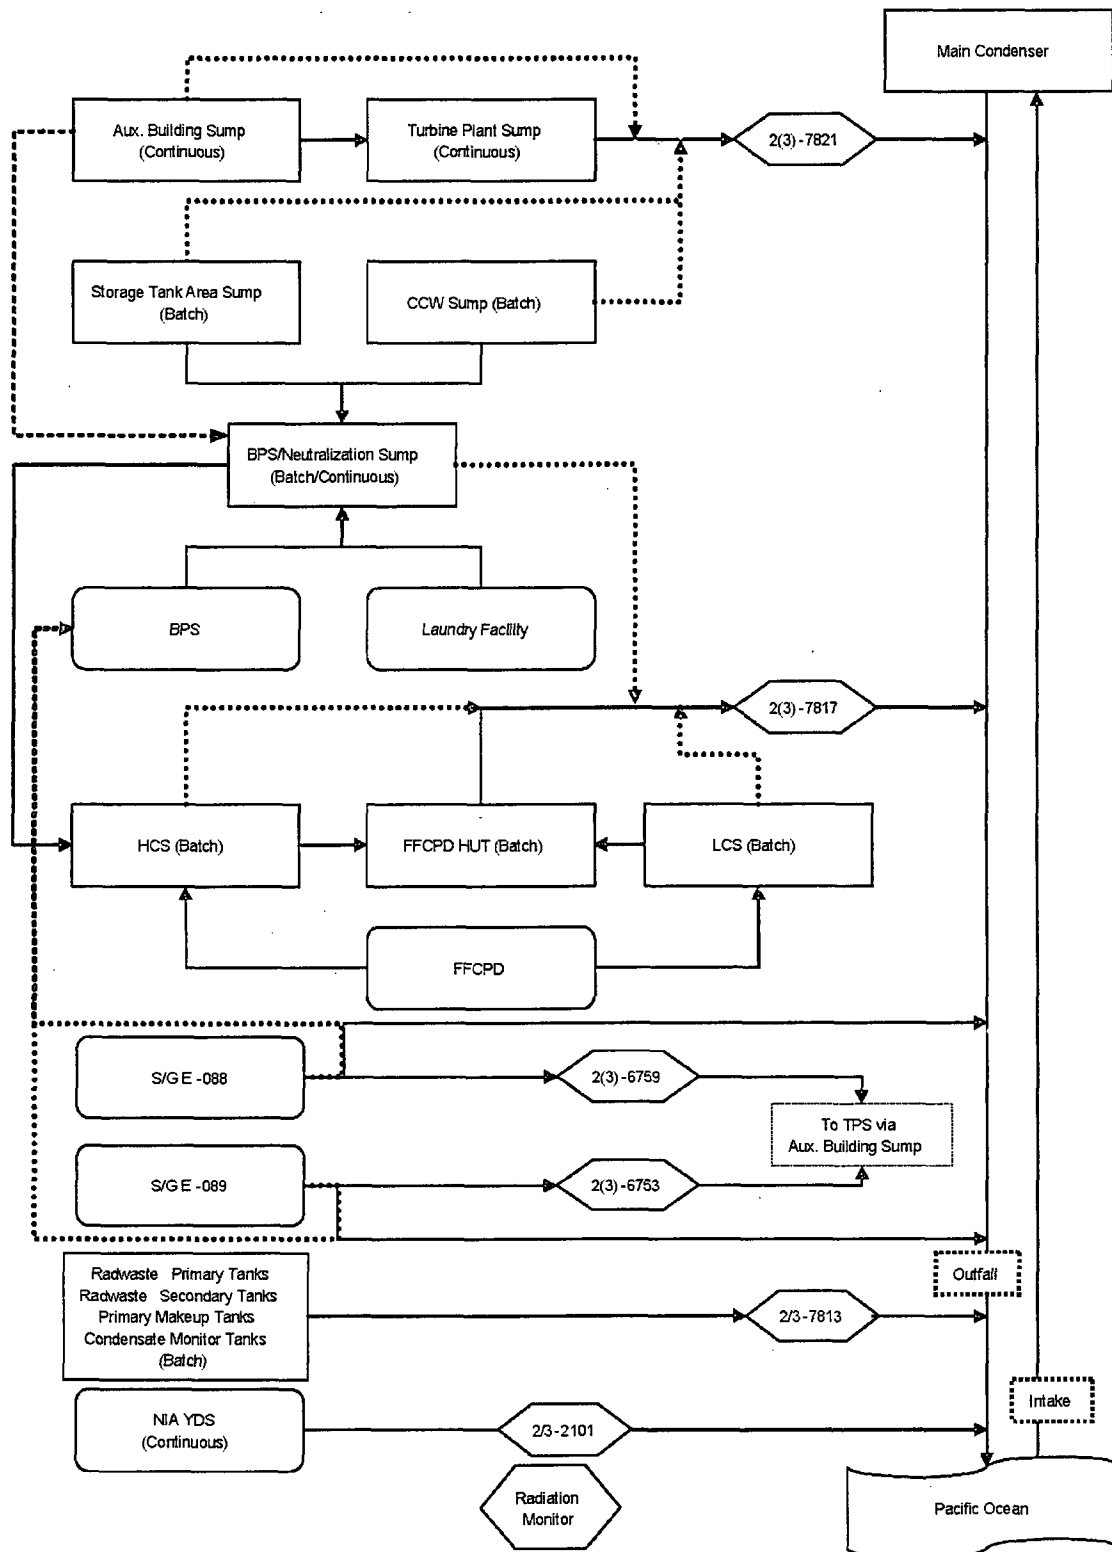 Main Condenser
Aux. Building Sump
(Continuous)
Turbine Plant Sump
(Continuous)
2(3)-7821
Storage Tank Area Sump
(Batch)
CCW Sump (Batch)
BPS/Neutralization Sump
(Batch/Continuous)
BPS
Laundry Facility
2(3)-7817
HCS (Batch)
FFCPD HUT (Batch)
LCS (Batch)
FFCPD
S/G E -088
2(3)-6759
To TPS via
Aux. Building Sump
S/G E -089
2(3)-6753
Radwaste Primary Tanks
Radwaste Secondary Tanks
Primary Makeup Tanks
Condensate Monitor Tanks
(Batch)
Outfall
2/3-7813
Intake
NIA YDS
(Continuous)
2/3-2101
Radiation
Monitor
Pacific Ocean